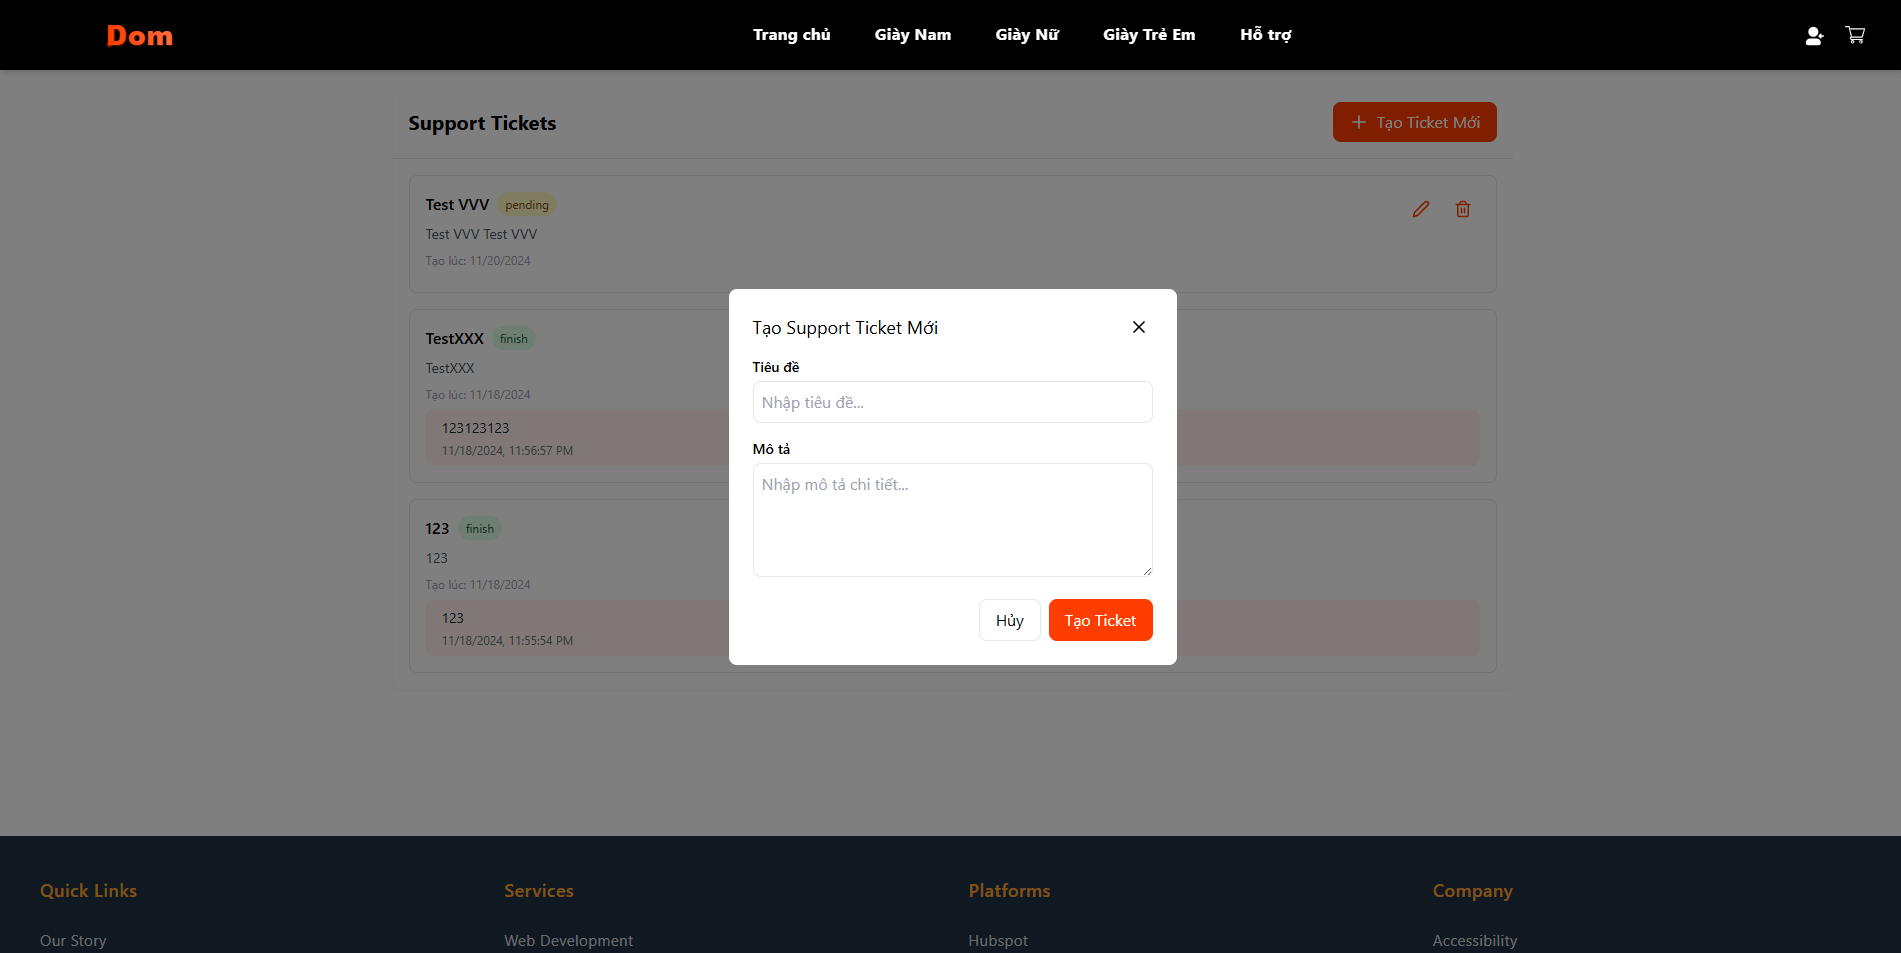 Dom
Trang chủ
Giày Nam
Giày Nữ
Giày Trẻ Em
Hỗ trợ
Support Tickets
Tạo Ticket Mới
Test VVV
pending
Test VVV Test VVV
Tạo lúc: 11/20/2024
TestXXX
finish
TestXXX
Tạo lúc: 11/18/2024
123123123
11/18/2024, 11:56:57 PM
123
finish
123
Tạo lúc: 11/18/2024
123
11/18/2024, 11:55:54 PM
Tạo Support Ticket Mới
Tiêu đề
Nhập tiêu đề...
Mô tả
Nhập mô tả chi tiết...
Hủy
Tạo Ticket
Quick Links
Services
Platforms
Company
Our Story
Web Development
Hubspot
Accessibility